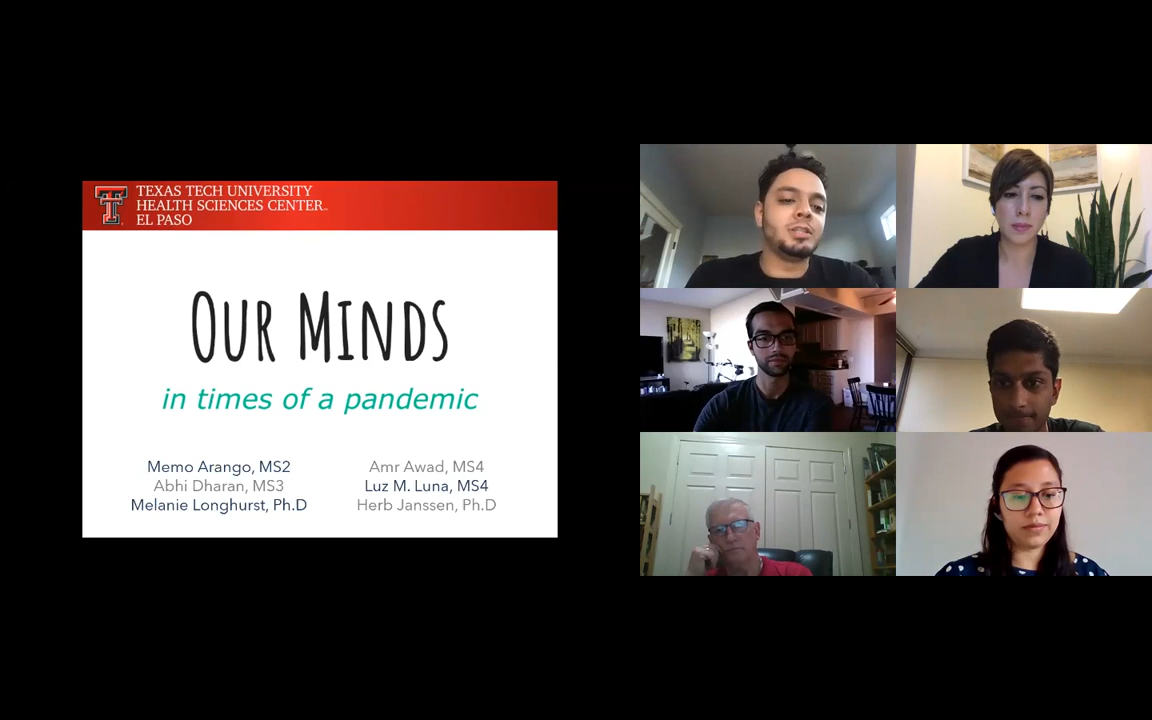 TEXAS TECH UNIVERSITY
HEALTH SCIENCES CENTER™
EL PASO
OUR MINDS
in times of a pandemic
Memo Arango, MS2
Abhi Dharan, MS3
Melanie Longhurst, Ph.D
Amr Awad, MS4
Luz M. Luna, MS4
Herb Janssen, Ph.D